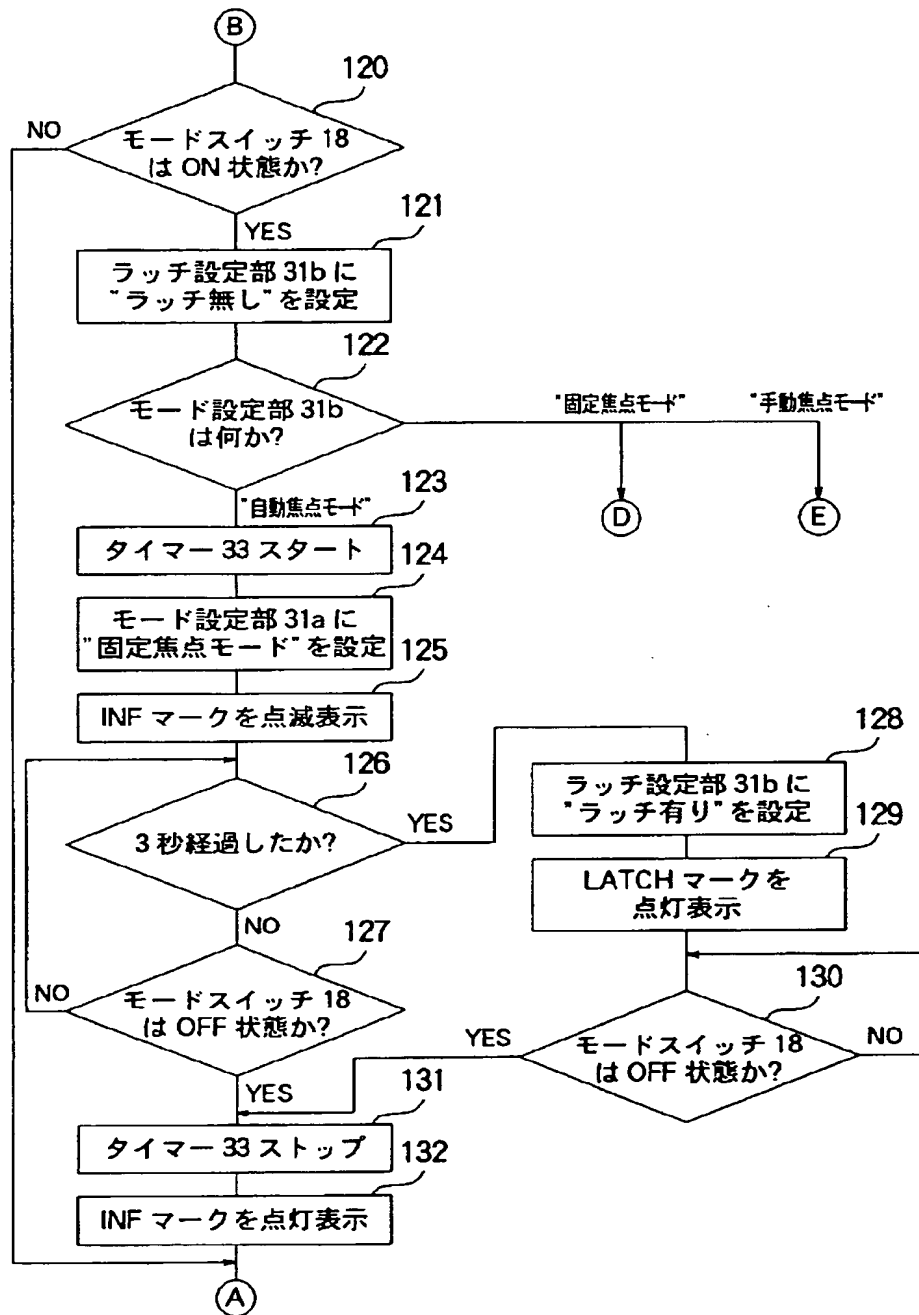 B
120
NO
モードスイッチ 18
は ON 状態か?
YES
121
ラッチ設定部 31b に
"ラッチ無し" を設定
122
モード設定部 31b
は何か?
"固定焦点モード"
"手動焦点モード"
D
E
"自動焦点モード"
123
タイマー 33 スタート
124
モード設定部 31a に
"固定焦点モード" を設定
125
INF マークを点滅表示
126
3 秒経過したか?
YES
NO
128
ラッチ設定部 31b に
"ラッチ有り" を設定
129
LATCH マークを
点灯表示
127
NO
モードスイッチ 18
は OFF 状態か?
YES
130
YES
モードスイッチ 18
は OFF 状態か?
NO
131
タイマー 33 ストップ
132
INF マークを点灯表示
A